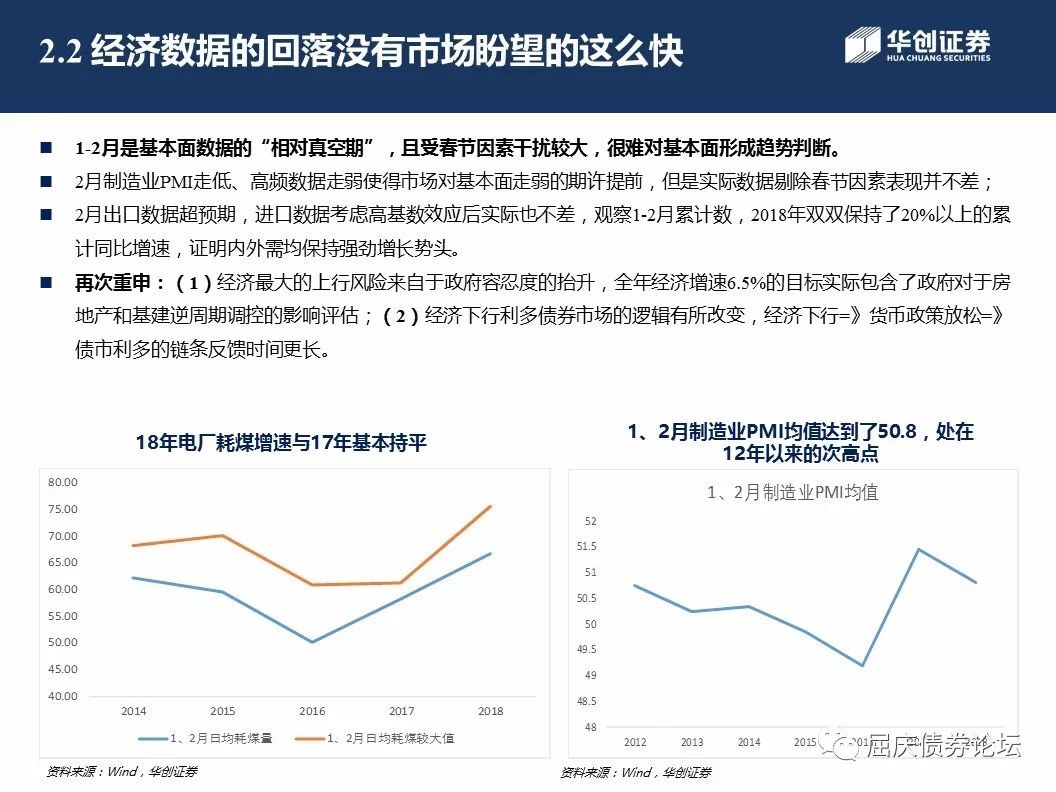 2.2 经济数据的回落没有市场盼望的这么快
华创证券
HUA CHUANG SECURITIES
■ 1-2月是基本面数据的“相对真空期”，且受春节因素干扰较大，很难对基本面形成趋势判断。
■ 2月制造业PMI走低、高频数据走弱使得市场对基本面走弱的期许提前，但是实际数据剔除春节因素表现并不差；
■ 2月出口数据超预期，进口数据考虑高基数效应后实际也不差，观察1-2月累计数，2018年双双保持了20%以上的累
计同比增速，证明内外需均保持强劲增长势头。
■ 再次重申：（1）经济最大的上行风险来自于政府容忍度的抬升，全年经济增速6.5%的目标实际包含了政府对于房
地产和基建逆周期调控的影响评估；（2）经济下行利多债券市场的逻辑有所改变，经济下行=》货币政策放松=》
债市利多的链条反馈时间更长。
18年电厂耗煤增速与17年基本持平
80.00
75.00
70.00
65.00
60.00
55.00
50.00
45.00
40.00
2014 2015 2016 2017 2018
1、2月日均耗煤量 1、2月日均耗煤较大值
资料来源：Wind，华创证券
1、2月制造业PMI均值达到了50.8，处在
12年以来的次高点
1、2月制造业PMI均值
52
51.5
51
50.5
50
49.5
49
48.5
48
2012 2013 2014 2015
屈庆债券论坛
资料来源：Wind，华创证券